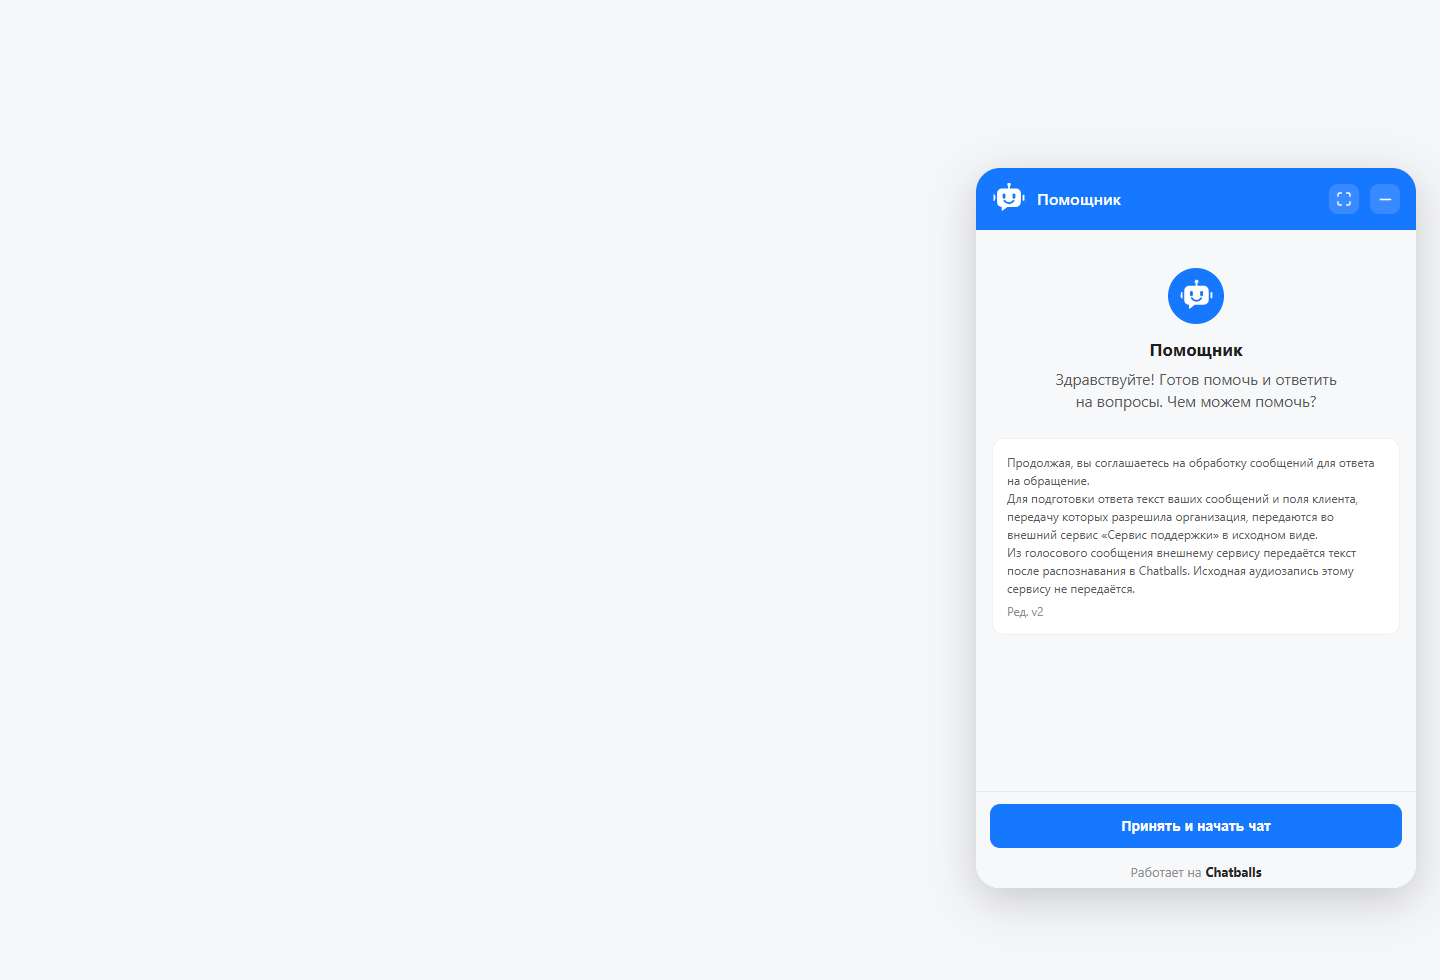 Помощник
Помощник
Здравствуйте! Готов помочь и ответить
на вопросы. Чем можем помочь?
Продолжая, вы соглашаетесь на обработку сообщений для ответа
на обращение.
Для подготовки ответа текст ваших сообщений и поля клиента,
передачу которых разрешила организация, передаются во
внешний сервис «Сервис поддержки» в исходном виде.
Из голосового сообщения внешнему сервису передаётся текст
после распознавания в Chatballs. Исходная аудиозапись этому
сервису не передаётся.
Ред. v2
Принять и начать чат
Работает на Chatballs